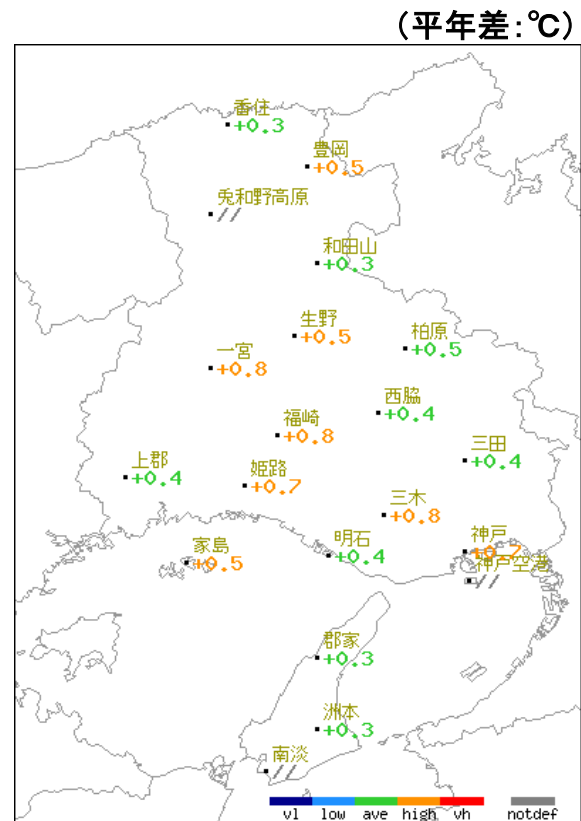 (平年差:℃)
香住
+0.3
豊岡
+0.5
兎和野高原
//
和田山
+0.3
生野
+0.5
柏原
+0.5
一宮
+0.8
西脇
+0.4
福崎
+0.8
三田
+0.4
上郡
+0.4
姫路
+0.7
三木
+0.8
神戸
+0.7
明石
+0.4
家島
+0.5
神戸空港
//
郡家
+0.3
洲本
+0.3
南淡
//
vl low ave high vh notdef